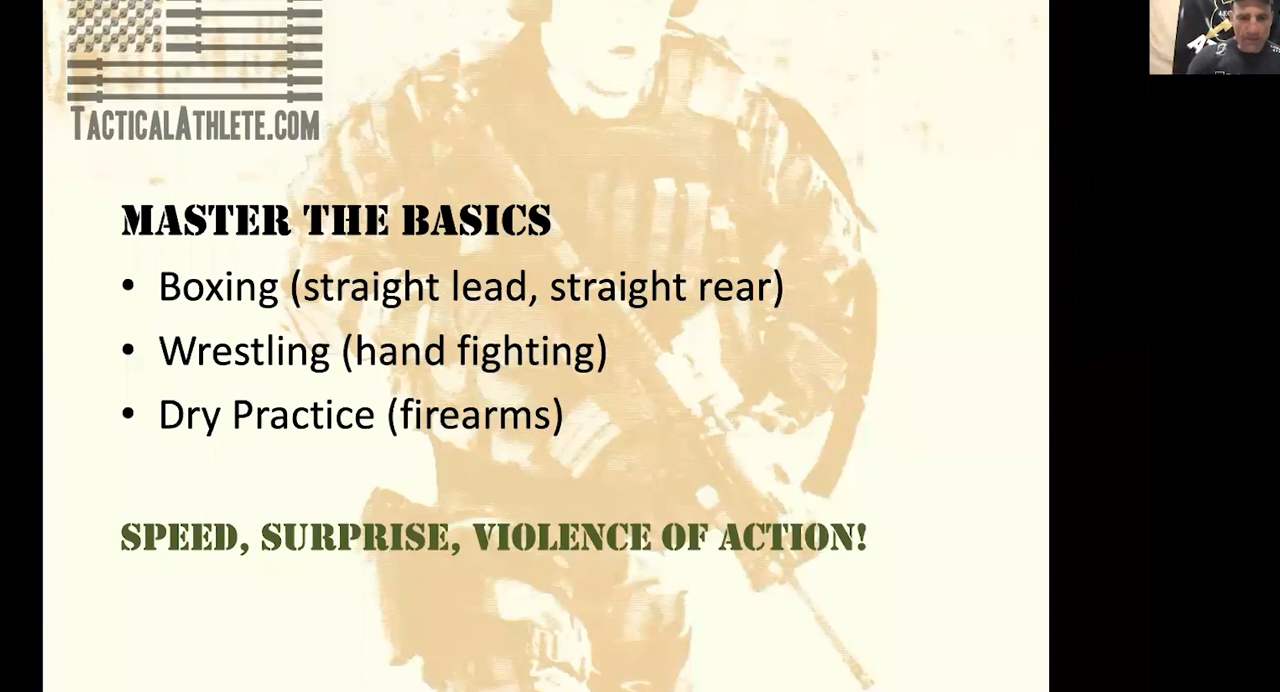 TACTICALATHLETE.COM
MASTER THE BASICS
• Boxing (straight lead, straight rear)
• Wrestling (hand fighting)
• Dry Practice (firearms)
SPEED, SURPRISE, VIOLENCE OF ACTION!